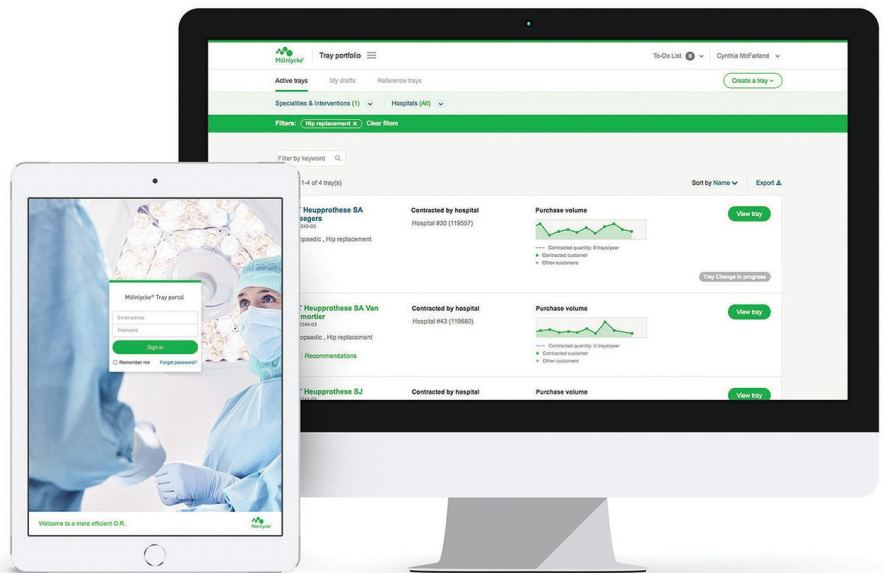 Mölnlycke®
Tray portfolio
To-Do List 0
Cynthia McFarland
Active trays
My drafts
Reference trays
Create a tray
Specialities & Interventions (1)
Hospitals (All)
Filters: Hip replacement × Clear filters
Filter by keyword
1-4 of 4 tray(s)
Sort by Name
Export
Heupprothese SA
Contracted by hospital
Purchase volume
View tray
Hospital #30 (119557)
, Hip replacement
Contracted quantity: 0 trays/year
Contracted customer
Other customers
Tray Change in progress
Heupprothese SA Van
Contracted by hospital
Purchase volume
View tray
Hospital #43 (119680)
, Hip replacement
Contracted quantity: 0 trays/year
Contracted customer
Other customers
Recommendations
Heupprothese SJ
Contracted by hospital
Purchase volume
View tray
Mölnlycke® Tray portal
Email adress
Password
Sign in
Remember me
Forgot password?
Welcome to a more efficient O.R.
Mölnlycke®